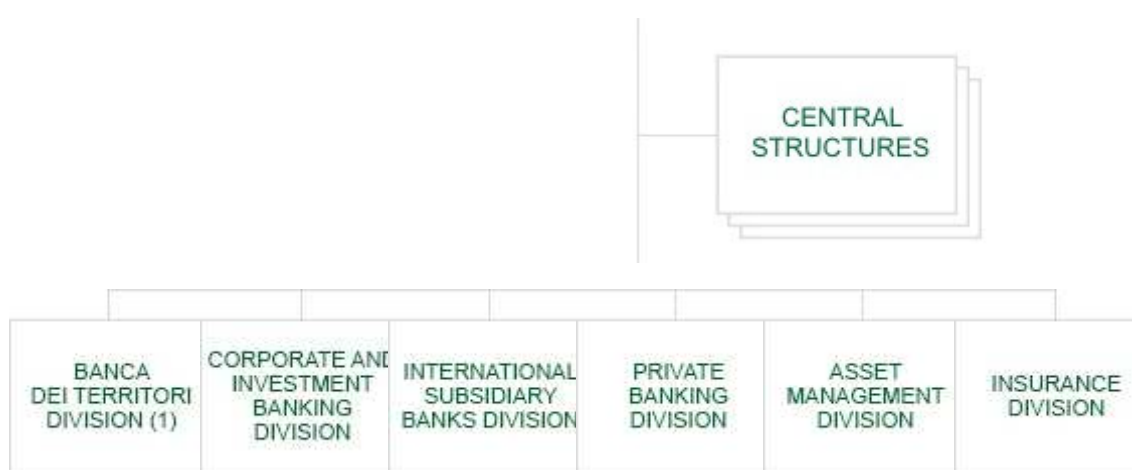 CENTRAL
STRUCTURES
BANCA
DEI TERRITORI
DIVISION (1)
CORPORATE AND
INVESTMENT
BANKING
DIVISION
INTERNATIONAL
SUBSIDIARY
BANKS DIVISION
PRIVATE
BANKING
DIVISION
ASSET
MANAGEMENT
DIVISION
INSURANCE
DIVISION